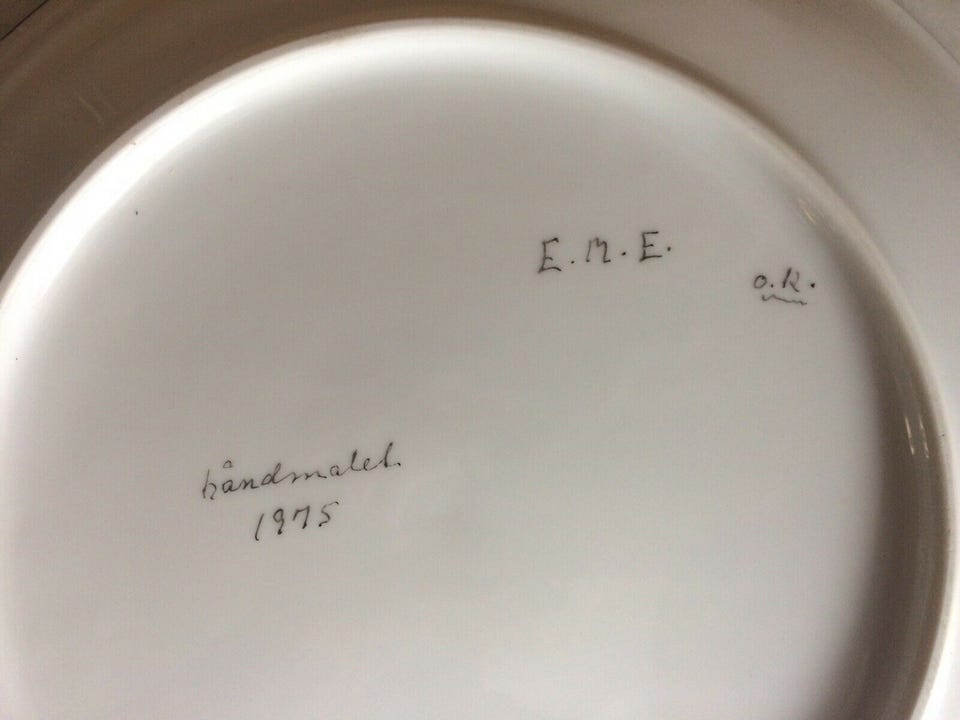 E.M.E.
o.k.
håndmalet
1975